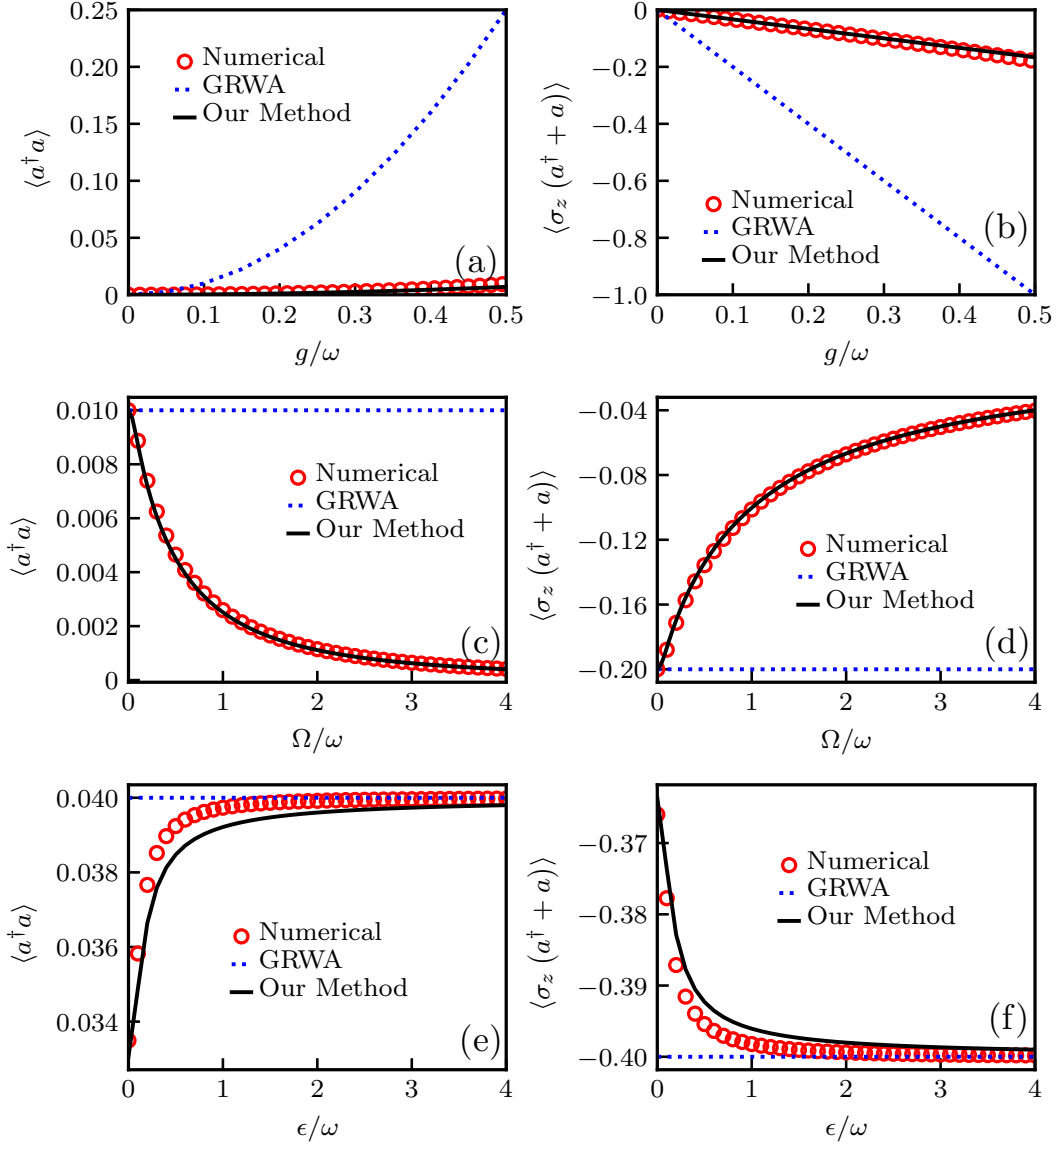 0.25
0.20
0.15
0.10
0.05
0
⟨a†a⟩
Numerical
GRWA
Our Method
(a)
0 0.1 0.2 0.3 0.4 0.5
g/ω
0
−0.2
−0.4
−0.6
−0.8
−1.0
⟨σz (a† + a)⟩
Numerical
GRWA
Our Method
(b)
0 0.1 0.2 0.3 0.4 0.5
g/ω
0.010
0.008
0.006
0.004
0.002
0
⟨a†a⟩
Numerical
GRWA
Our Method
(c)
0 1 2 3 4
Ω/ω
−0.04
−0.08
−0.12
−0.16
−0.20
⟨σz (a† + a)⟩
Numerical
GRWA
Our Method
(d)
0 1 2 3 4
Ω/ω
0.040
0.038
0.036
0.034
⟨a†a⟩
Numerical
GRWA
Our Method
(e)
0 1 2 3 4
ϵ/ω
−0.37
−0.38
−0.39
−0.40
⟨σz (a† + a)⟩
Numerical
GRWA
Our Method
(f)
0 1 2 3 4
ϵ/ω